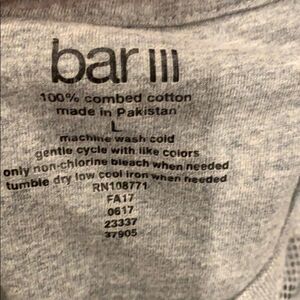 bar III
100% combed cotton
made in Pakistan
L
machine wash cold
gentle cycle with like colors
only non-chlorine bleach when needed
tumble dry low cool iron when needed
RN108771
FA17
0617
23337
37905